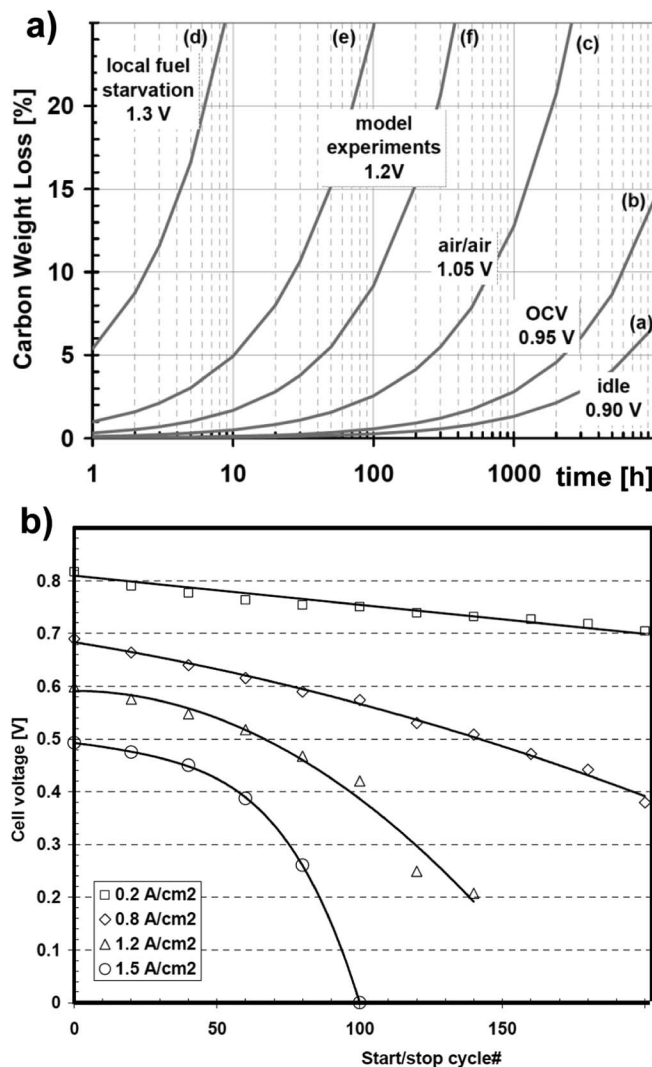 a)
Carbon Weight Loss [%]
20
15
10
5
0
(d)
(e)
(f)
(c)
(b)
(a)
local fuel
starvation
1.3 V
model
experiments
1.2V
air/air
1.05 V
OCV
0.95 V
idle
0.90 V
1
10
100
1000
time [h]
b)
Cell voltage [V]
0.8
0.7
0.6
0.5
0.4
0.3
0.2
0.1
0
0.2 A/cm2
0.8 A/cm2
1.2 A/cm2
1.5 A/cm2
0
50
100
150
Start/stop cycle#